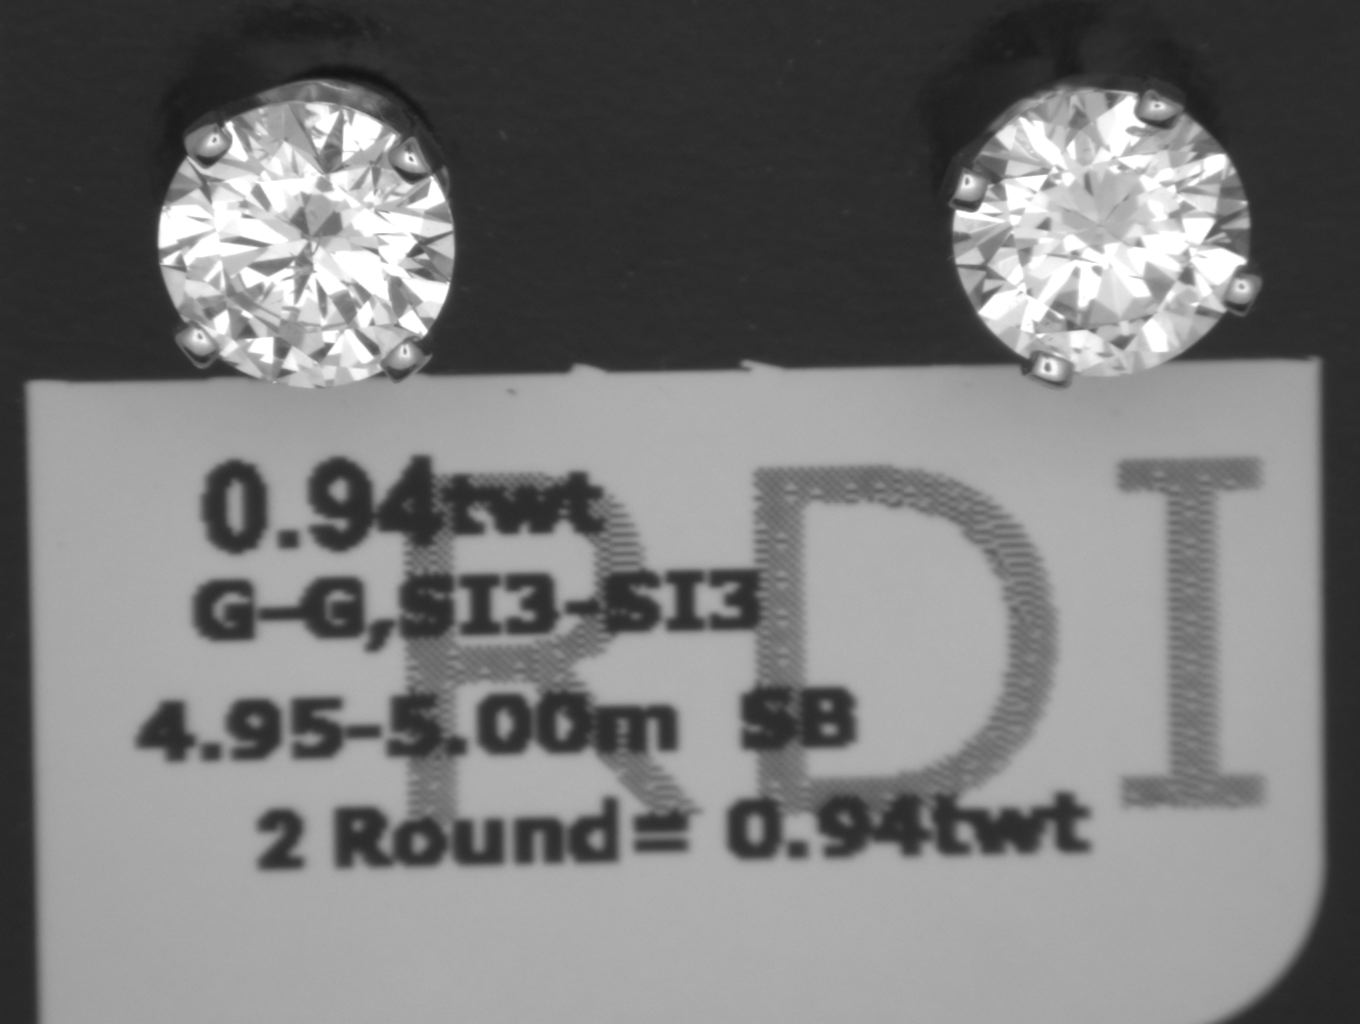 RDI
0.94twt
G-G,SI3-SI3
4.95-5.00m SB
2 Round= 0.94twt